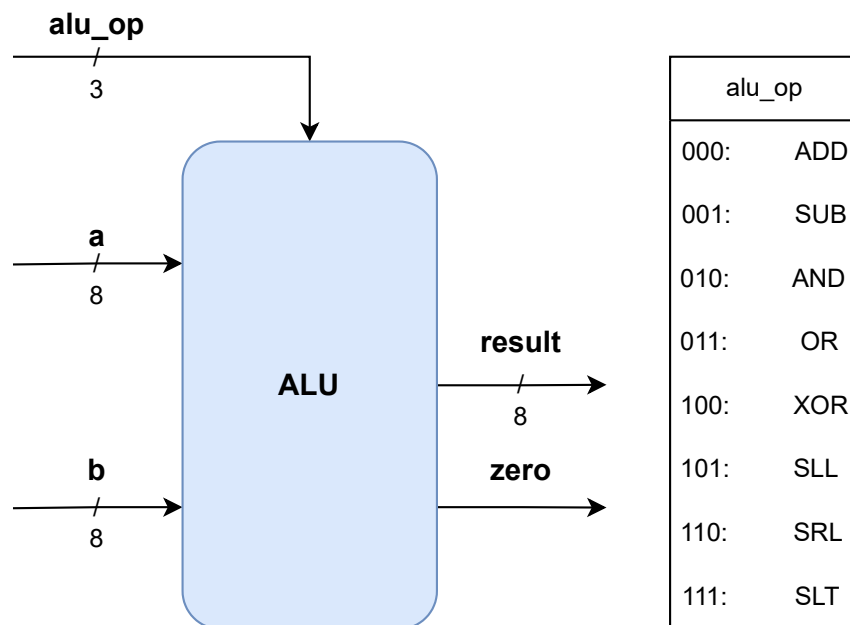 alu_op
3
a
8
b
8
ALU
result
8
zero
alu_op
000: ADD
001: SUB
010: AND
011: OR
100: XOR
101: SLL
110: SRL
111: SLT